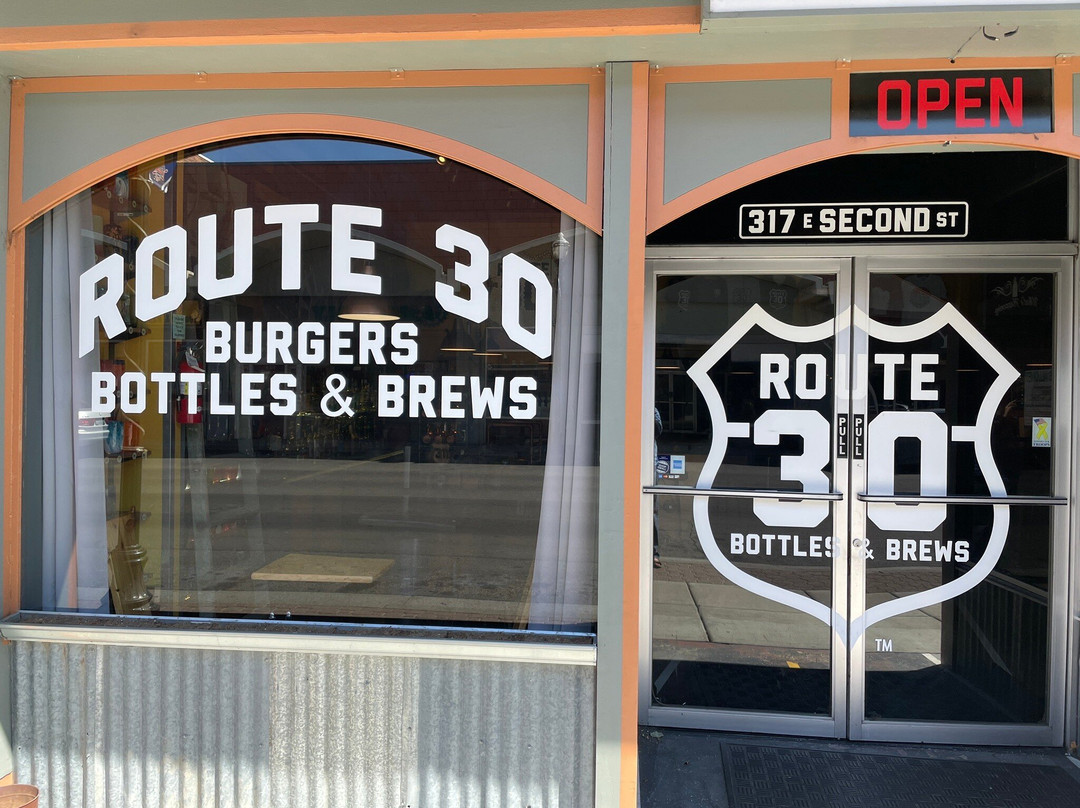 ROUTE 30
BURGERS
BOTTLES & BREWS
OPEN
317 E SECOND ST
ROUTE
30
PULL
PULL
BOTTLES & BREWS
TM